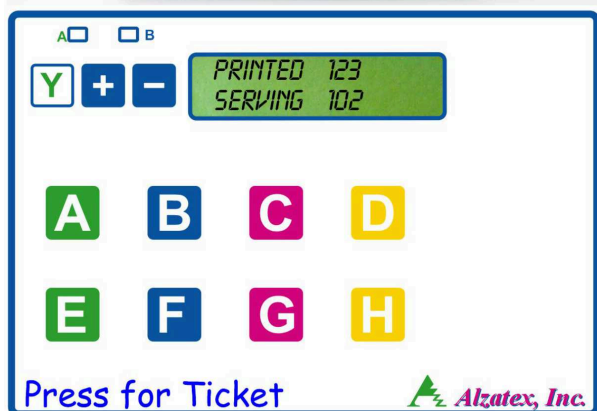 A B
Y + −
PRINTED 123
SERVING 102
A B C D
E F G H
Press for Ticket
Alzatex, Inc.